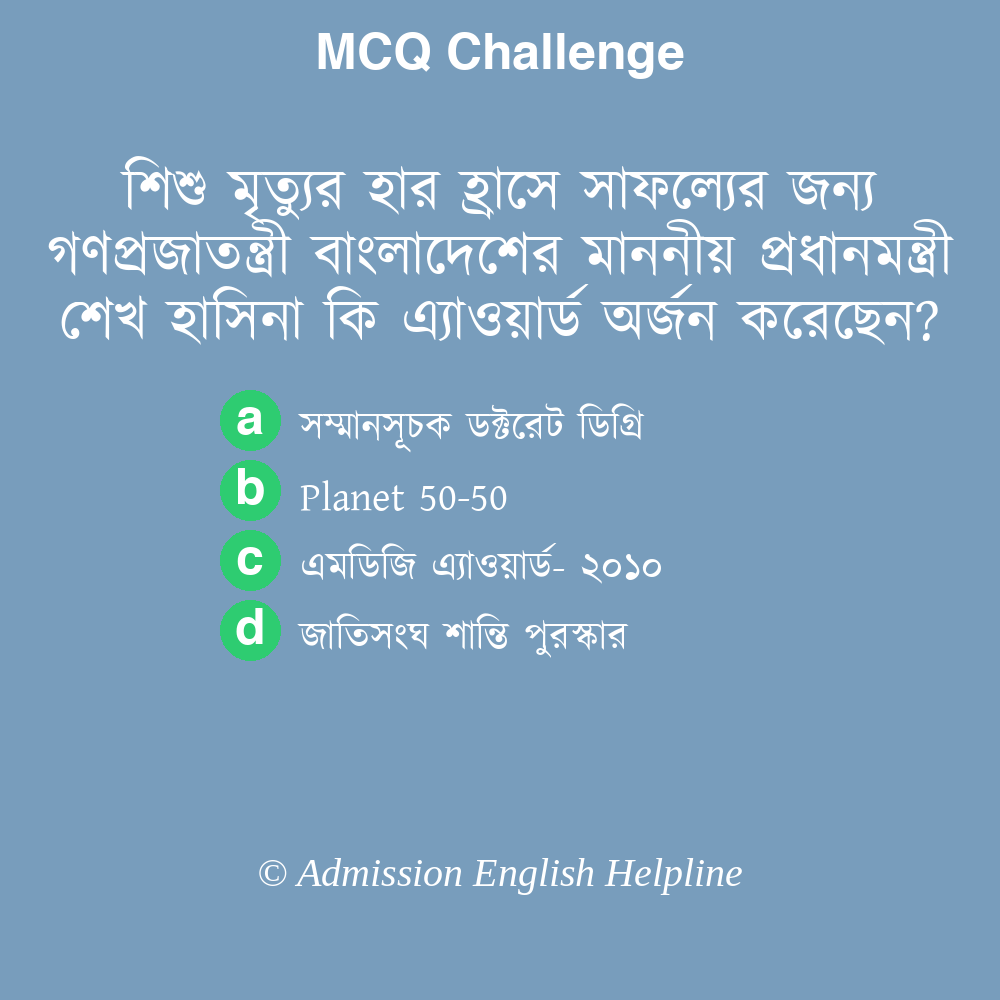 MCQ Challenge
শিশু মৃত্যুর হার হ্রাসে সাফল্যের জন্য
গণপ্রজাতন্ত্রী বাংলাদেশের মাননীয় প্রধানমন্ত্রী
শেখ হাসিনা কি এ্যাওয়ার্ড অর্জন করেছেন?
a সম্মানসূচক ডক্টরেট ডিগ্রি
b Planet 50-50
c এমডিজি এ্যাওয়ার্ড- ২০১০
d জাতিসংঘ শান্তি পুরস্কার
© Admission English Helpline